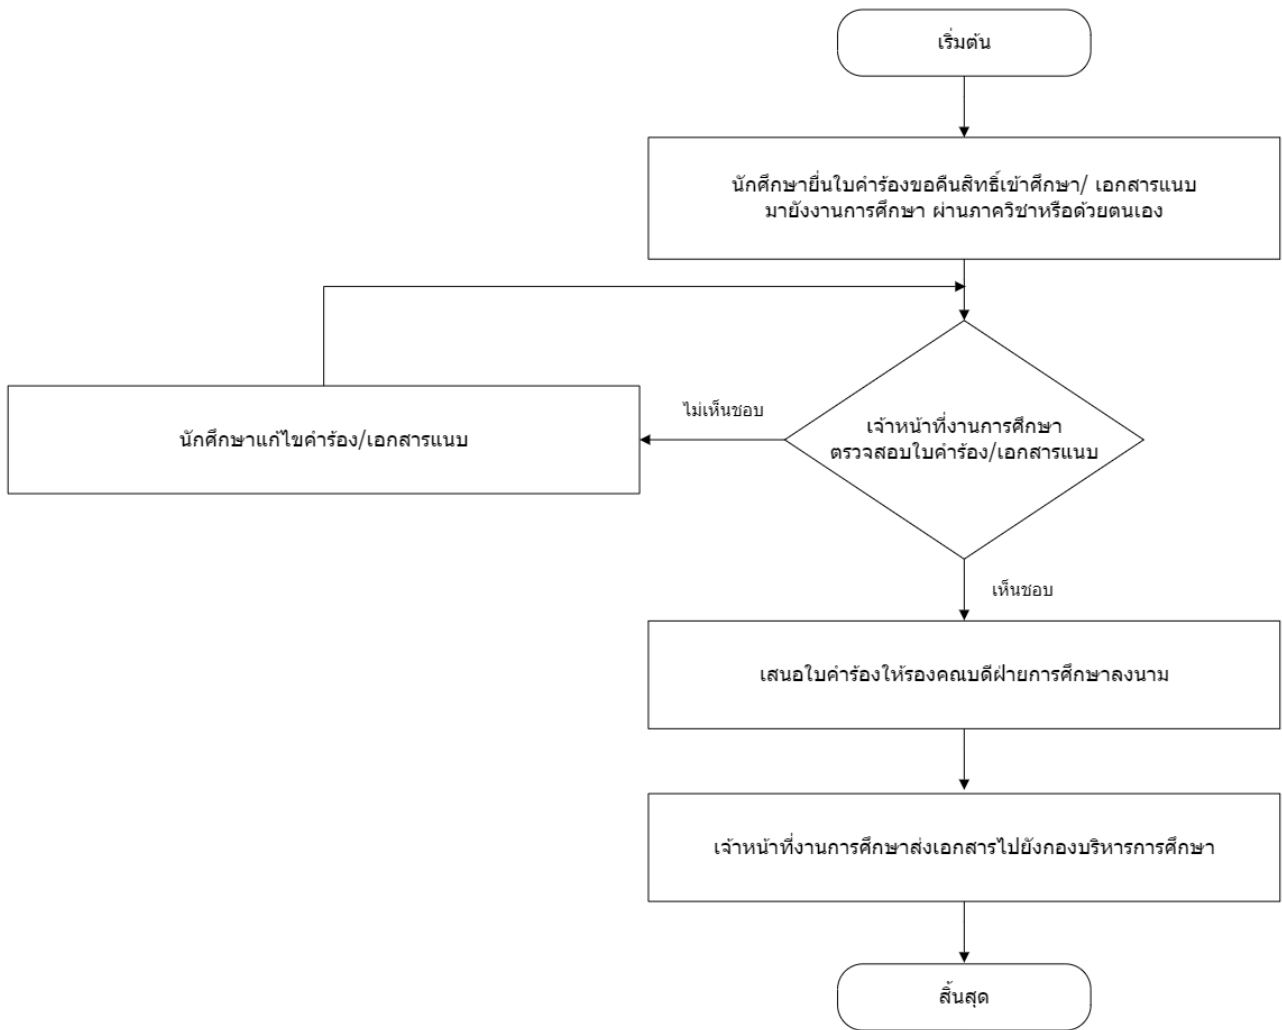 เริ่มต้น
นักศึกษายื่นใบคำร้องขอคืนสิทธิ์เข้าศึกษา/ เอกสารแนบ
มายังงานการศึกษา ผ่านภาควิชาหรือด้วยตนเอง
ไม่เห็นชอบ
นักศึกษาแก้ไขคำร้อง/เอกสารแนบ
เจ้าหน้าที่งานการศึกษา
ตรวจสอบใบคำร้อง/เอกสารแนบ
เห็นชอบ
เสนอใบคำร้องให้รองคณบดีฝ่ายการศึกษาลงนาม
เจ้าหน้าที่งานการศึกษาส่งเอกสารไปยังกองบริหารการศึกษา
สิ้นสุด